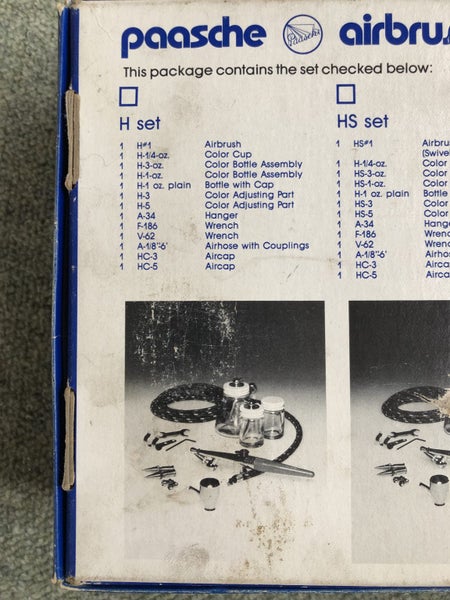 paasche Paasche airbrus
This package contains the set checked below:
H set
1 H#1 Airbrush
1 H-1/4-oz. Color Cup
1 H-3-oz. Color Bottle Assembly
1 H-1-oz. Color Bottle Assembly
1 H-1 oz. plain Bottle with Cap
1 H-3 Color Adjusting Part
1 H-5 Color Adjusting Part
1 A-34 Hanger
1 F-186 Wrench
1 V-62 Wrench
1 A-1/8"-6' Airhose with Couplings
1 HC-3 Aircap
1 HC-5 Aircap
HS set
1 HS#1 Airbru
(Swivel
1 H-1/4-oz. Color
1 HS-3-oz. Color
1 HS-1-oz. Color
1 H-1 oz. plain Bottle
1 HS-3 Color
1 HS-5 Color
1 A-34 Hang
1 F-186 Wrenc
1 V-62 Wrenc
1 A-1/8"-6' Airho
1 HC-3 Airca
1 HC-5 Airca